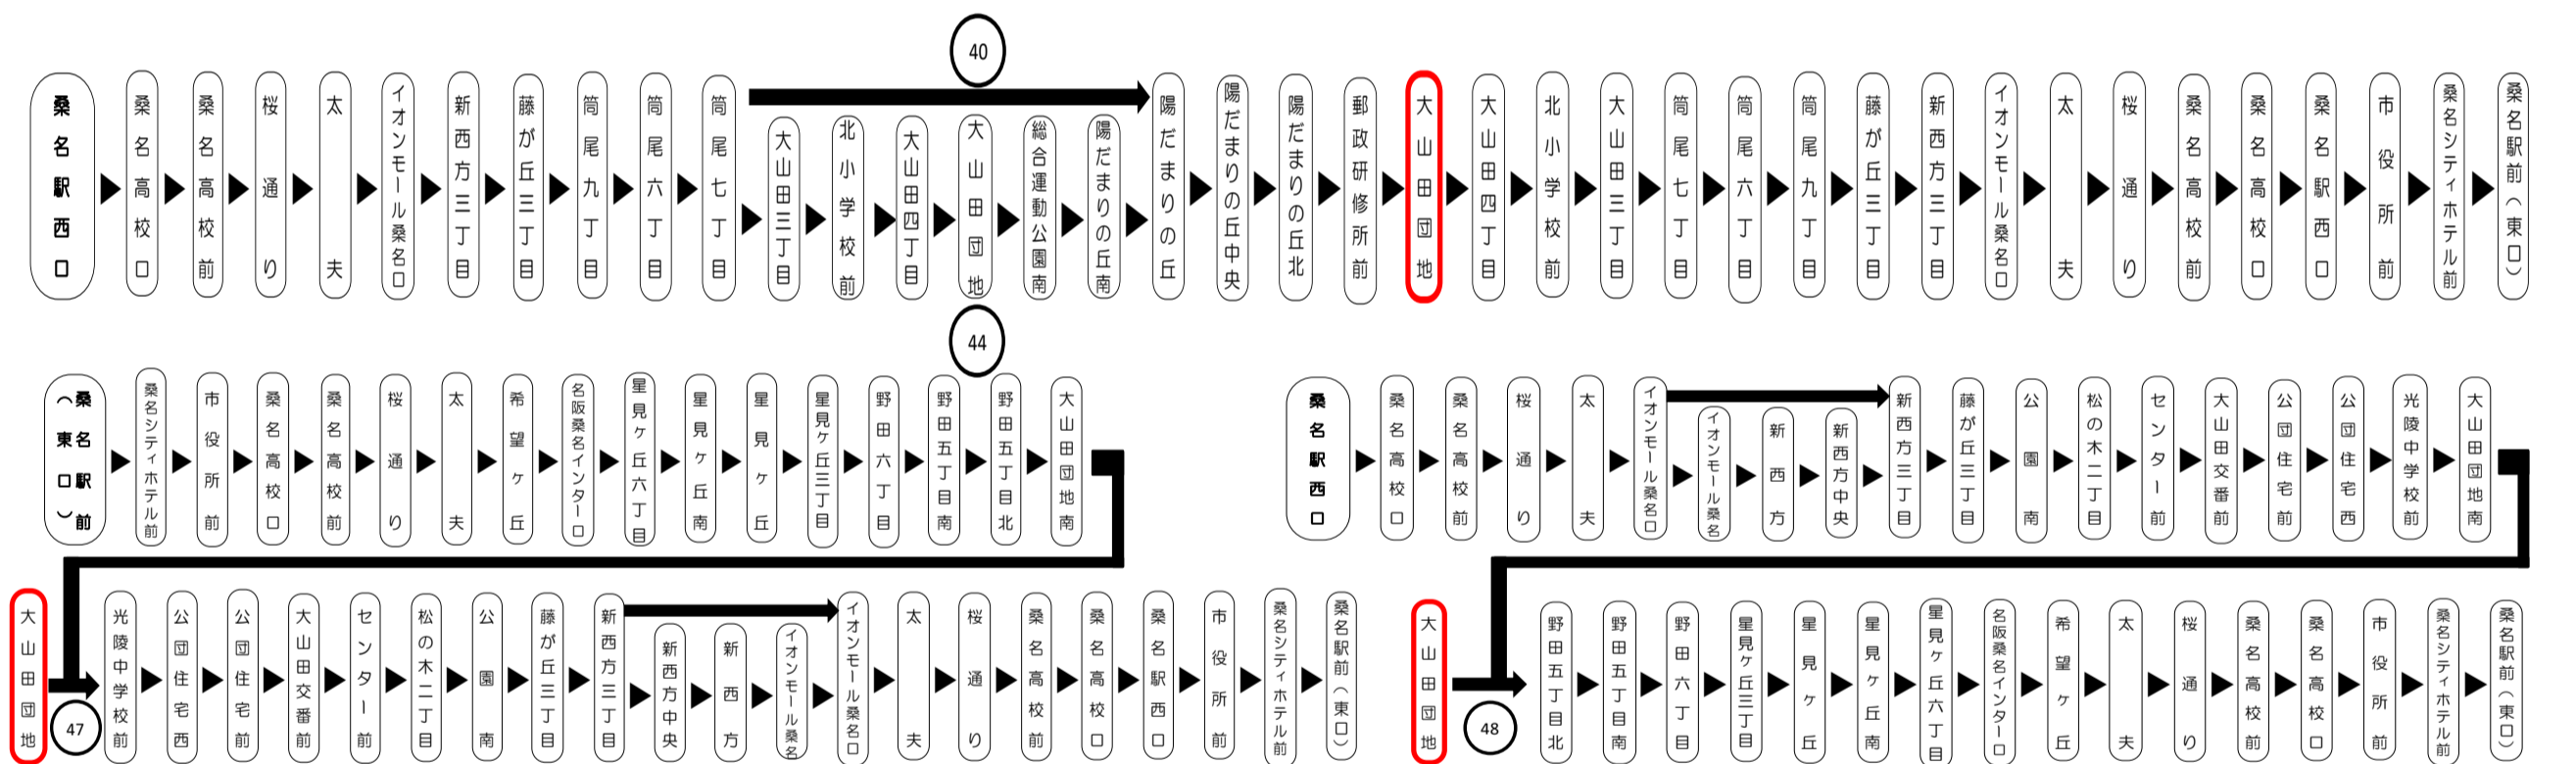 40
桑名駅西口
桑名高校口
桑名高校前
桜通り
太夫
イオンモール桑名口
新西方三丁目
藤が丘三丁目
筒尾九丁目
筒尾六丁目
筒尾七丁目
大山田三丁目
北小学校前
大山田四丁目
大山田団地
総合運動公園南
陽だまりの丘南
陽だまりの丘
陽だまりの丘中央
陽だまりの丘北
郵政研修所前
大山田団地
大山田四丁目
北小学校前
大山田三丁目
筒尾七丁目
筒尾六丁目
筒尾九丁目
藤が丘三丁目
新西方三丁目
イオンモール桑名口
太夫
桜通り
桑名高校前
桑名高校口
桑名駅西口
市役所前
桑名シティホテル前
桑名駅前(東口)
44
桑名駅前
(東口)
桑名シティホテル前
市役所前
桑名高校口
桑名高校前
桜通り
太夫
希望ヶ丘
名阪桑名インター口
星見ヶ丘六丁目
星見ヶ丘南
星見ヶ丘
星見ヶ丘三丁目
野田六丁目
野田五丁目南
野田五丁目北
大山田団地南
大山田団地
47
光陵中学校前
公団住宅西
公団住宅前
大山田交番前
センター前
松の木二丁目
公園南
藤が丘三丁目
新西方三丁目
新西方中央
新西方
イオンモール桑名
イオンモール桑名口
太夫
桜通り
桑名高校前
桑名高校口
桑名駅西口
市役所前
桑名シティホテル前
桑名駅前(東口)
桑名駅西口
桑名高校口
桑名高校前
桜通り
太夫
イオンモール桑名口
イオンモール桑名
新西方
新西方中央
新西方三丁目
藤が丘三丁目
公園南
松の木二丁目
センター前
大山田交番前
公団住宅前
公団住宅西
光陵中学校前
大山田団地南
大山田団地
48
野田五丁目北
野田五丁目南
野田六丁目
星見ヶ丘三丁目
星見ヶ丘
星見ヶ丘南
星見ヶ丘六丁目
名阪桑名インター口
希望ヶ丘
太夫
桜通り
桑名高校前
桑名高校口
市役所前
桑名シティホテル前
桑名駅前(東口)